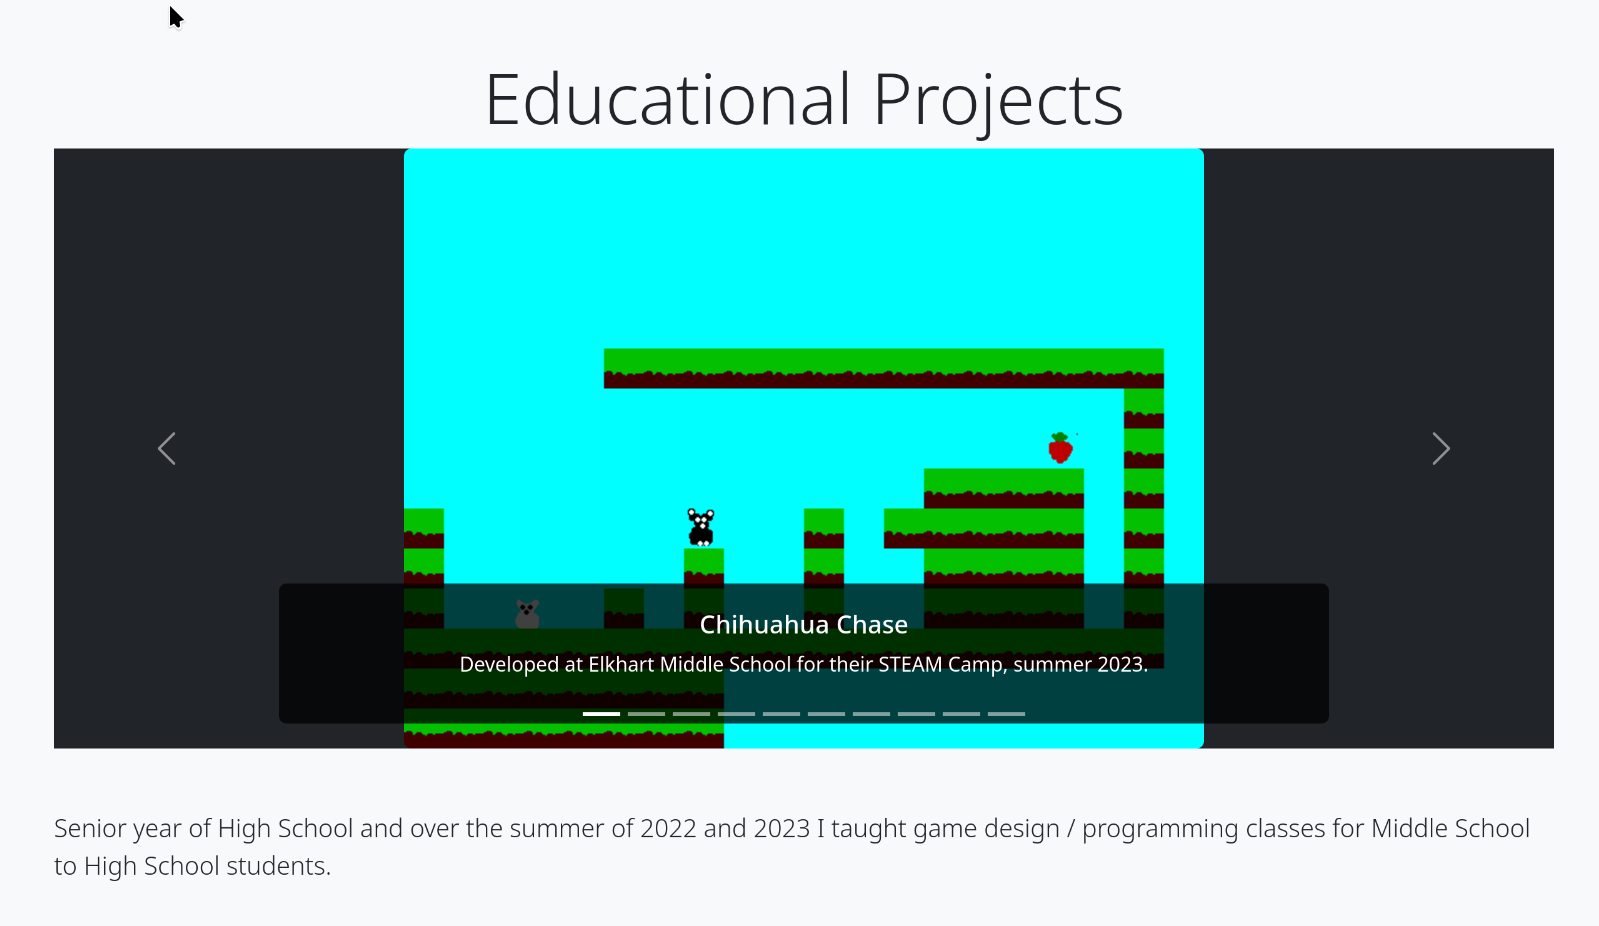 Educational Projects
Chihuahua Chase
Developed at Elkhart Middle School for their STEAM Camp, summer 2023.
Senior year of High School and over the summer of 2022 and 2023 I taught game design / programming classes for Middle School
to High School students.